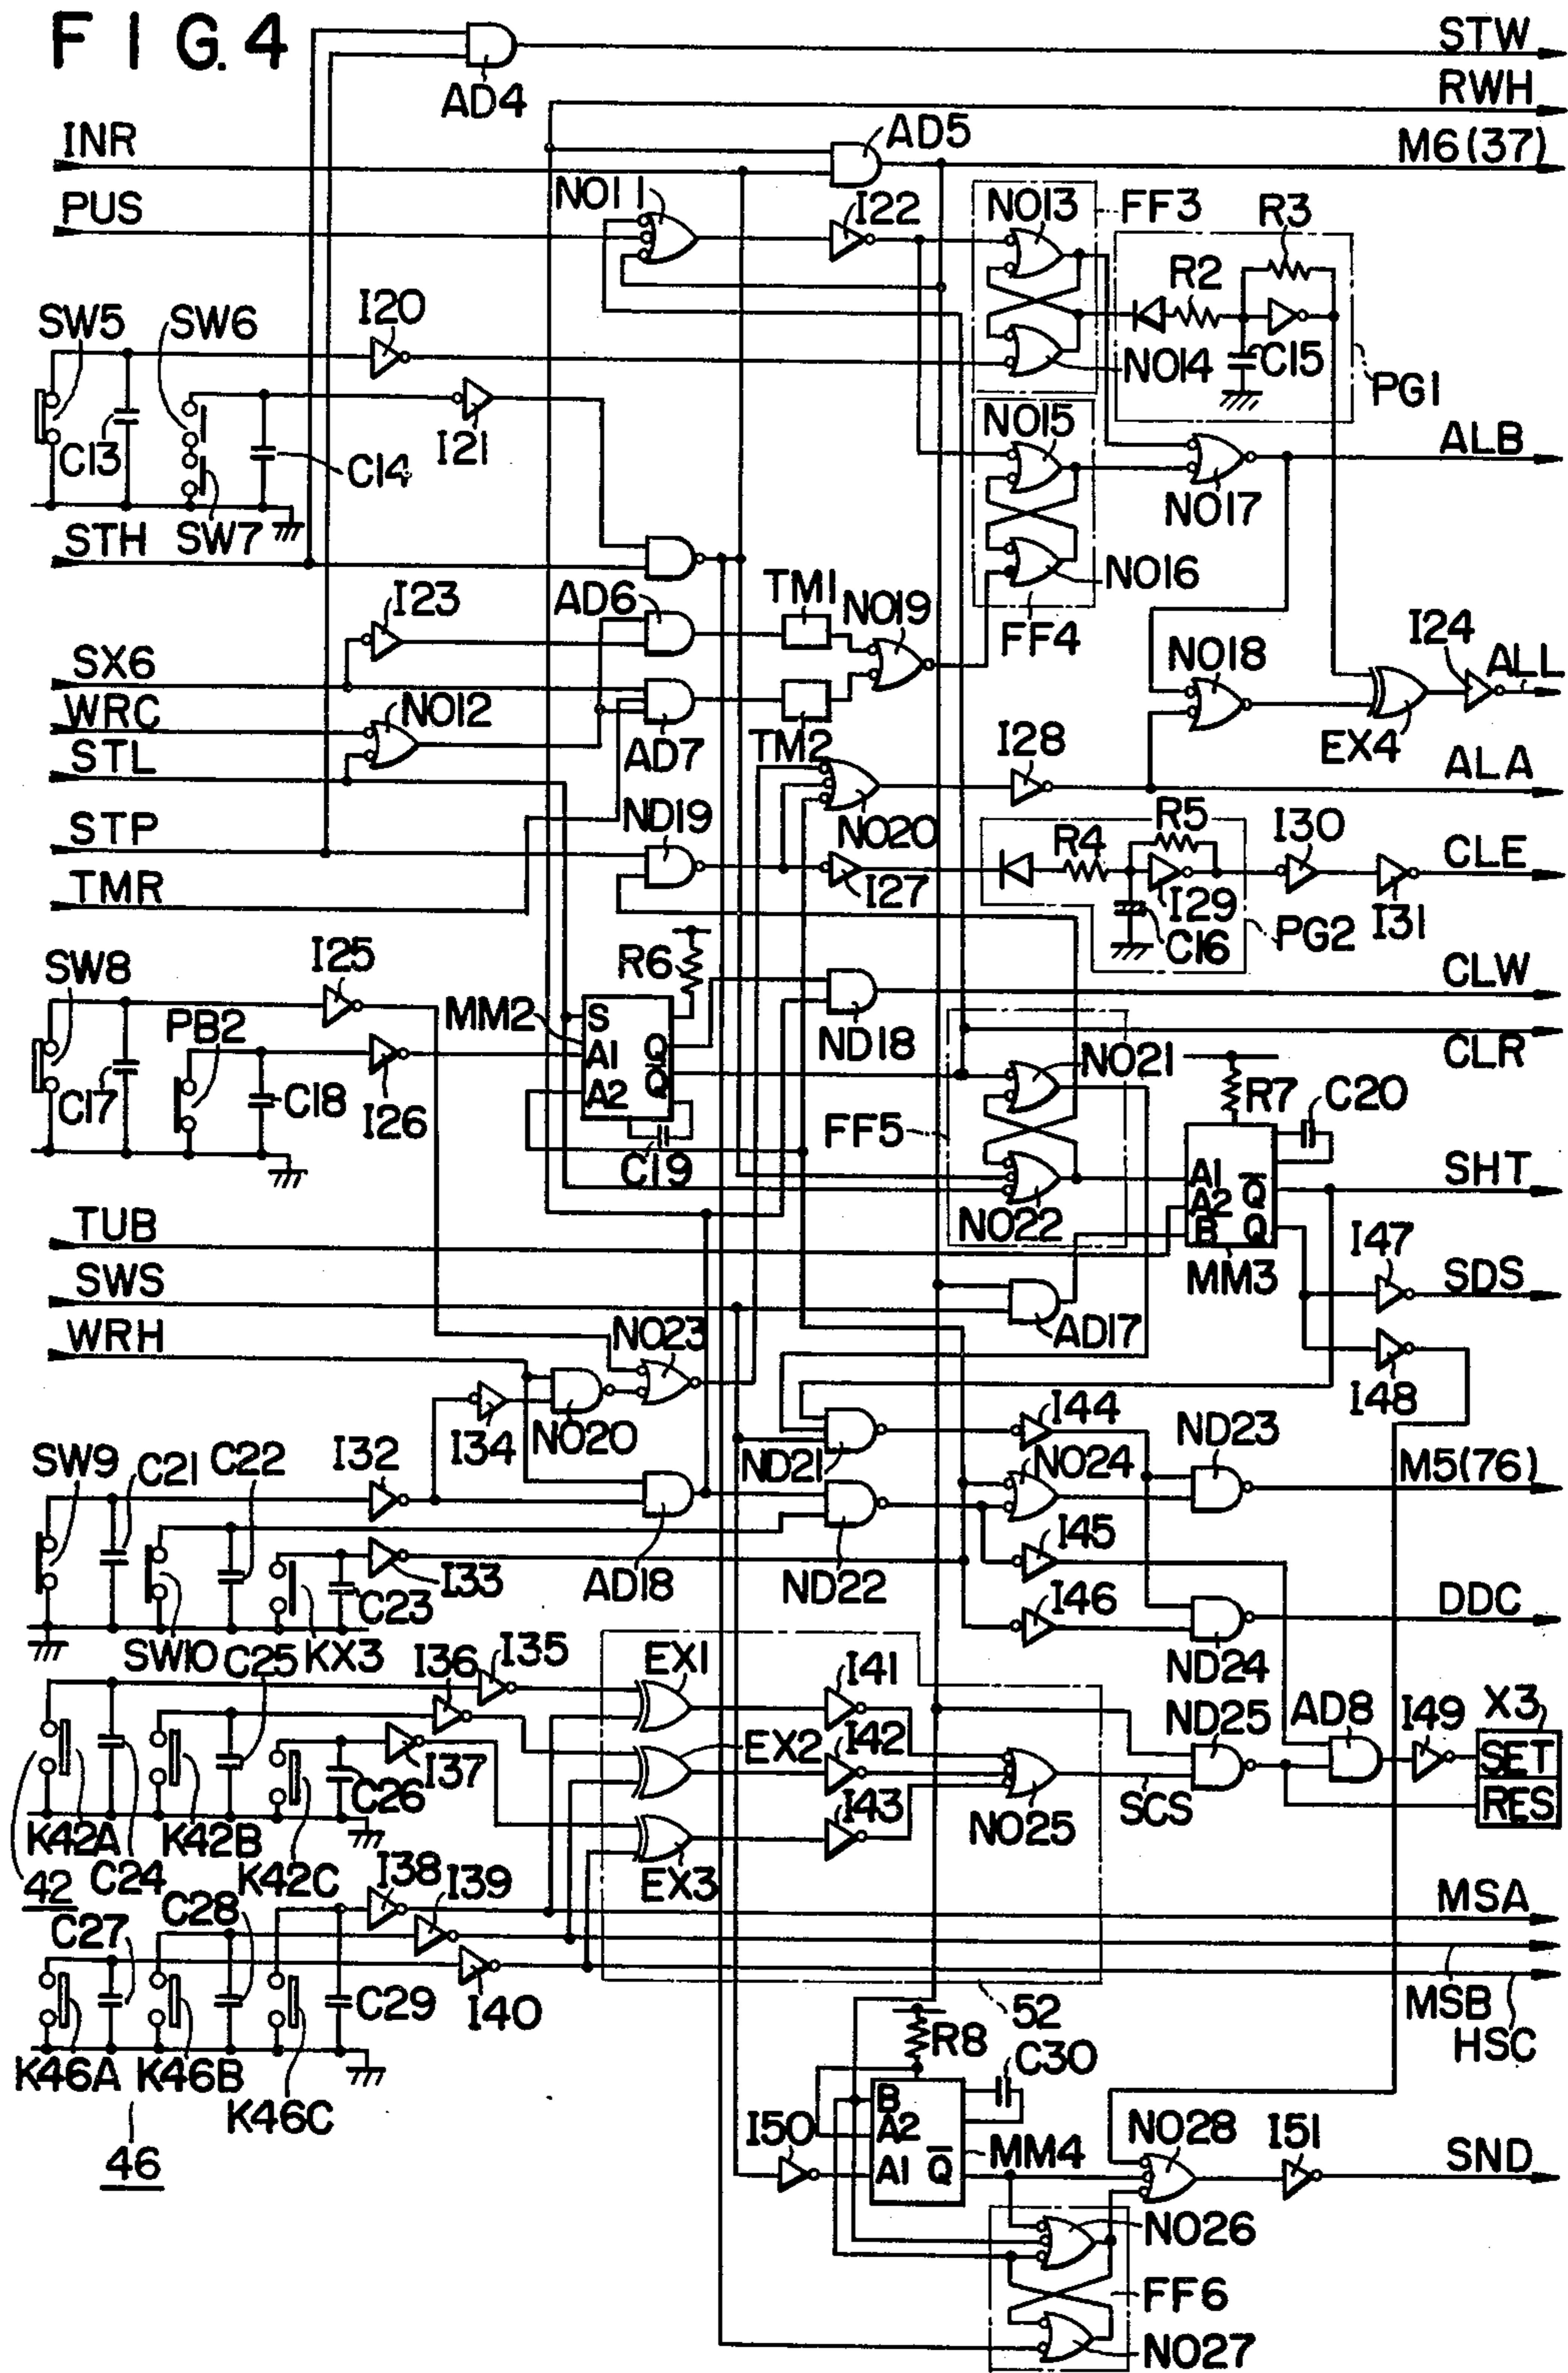 FIG.4
STW
AD4
RWH
INR
AD5
M6(37)
PUS
NO11
I22
NO13
FF3
R3
R2
SW5
SW6
I20
C15
NO14
PG1
NO15
ALB
C13
I21
C14
NO17
SW7
STH
NO16
I23
AD6
TM1
NO19
FF4
I24
SX6
NO18
ALL
WRC
NO12
STL
AD7
TM2
I28
EX4
ALA
STP
ND19
NO20
R4
R5
I30
CLE
TMR
I27
I29
C16
PG2
I31
SW8
I25
R6
CLW
PB2
MM2
S
A1
Q
Q
A2
ND18
NO21
CLR
C17
C18
I26
R7
C20
FF5
C19
A1
A2
B
Q
Q
SHT
TUB
NO22
MM3
I47
SWS
SDS
WRH
NO23
AD17
I34
NO20
I44
I48
SW9
C21
C22
I32
ND21
NO24
ND23
M5(76)
I45
I33
C23
AD18
ND22
I46
DDC
SW10
C25
KX3
I36
I35
EX1
I41
ND24
ND25
AD8
I49
X3
EX2
I42
SET
I37
C26
I43
SCS
RES
K42A
K42B
NO25
42
C24
K42C
I38
I39
EX3
MSA
C27
C28
C29
I40
52
MSB
HSC
K46A
K46B
K46C
R8
C30
B
A2
A1
Q
I50
MM4
NO28
I51
SND
46
NO26
FF6
NO27